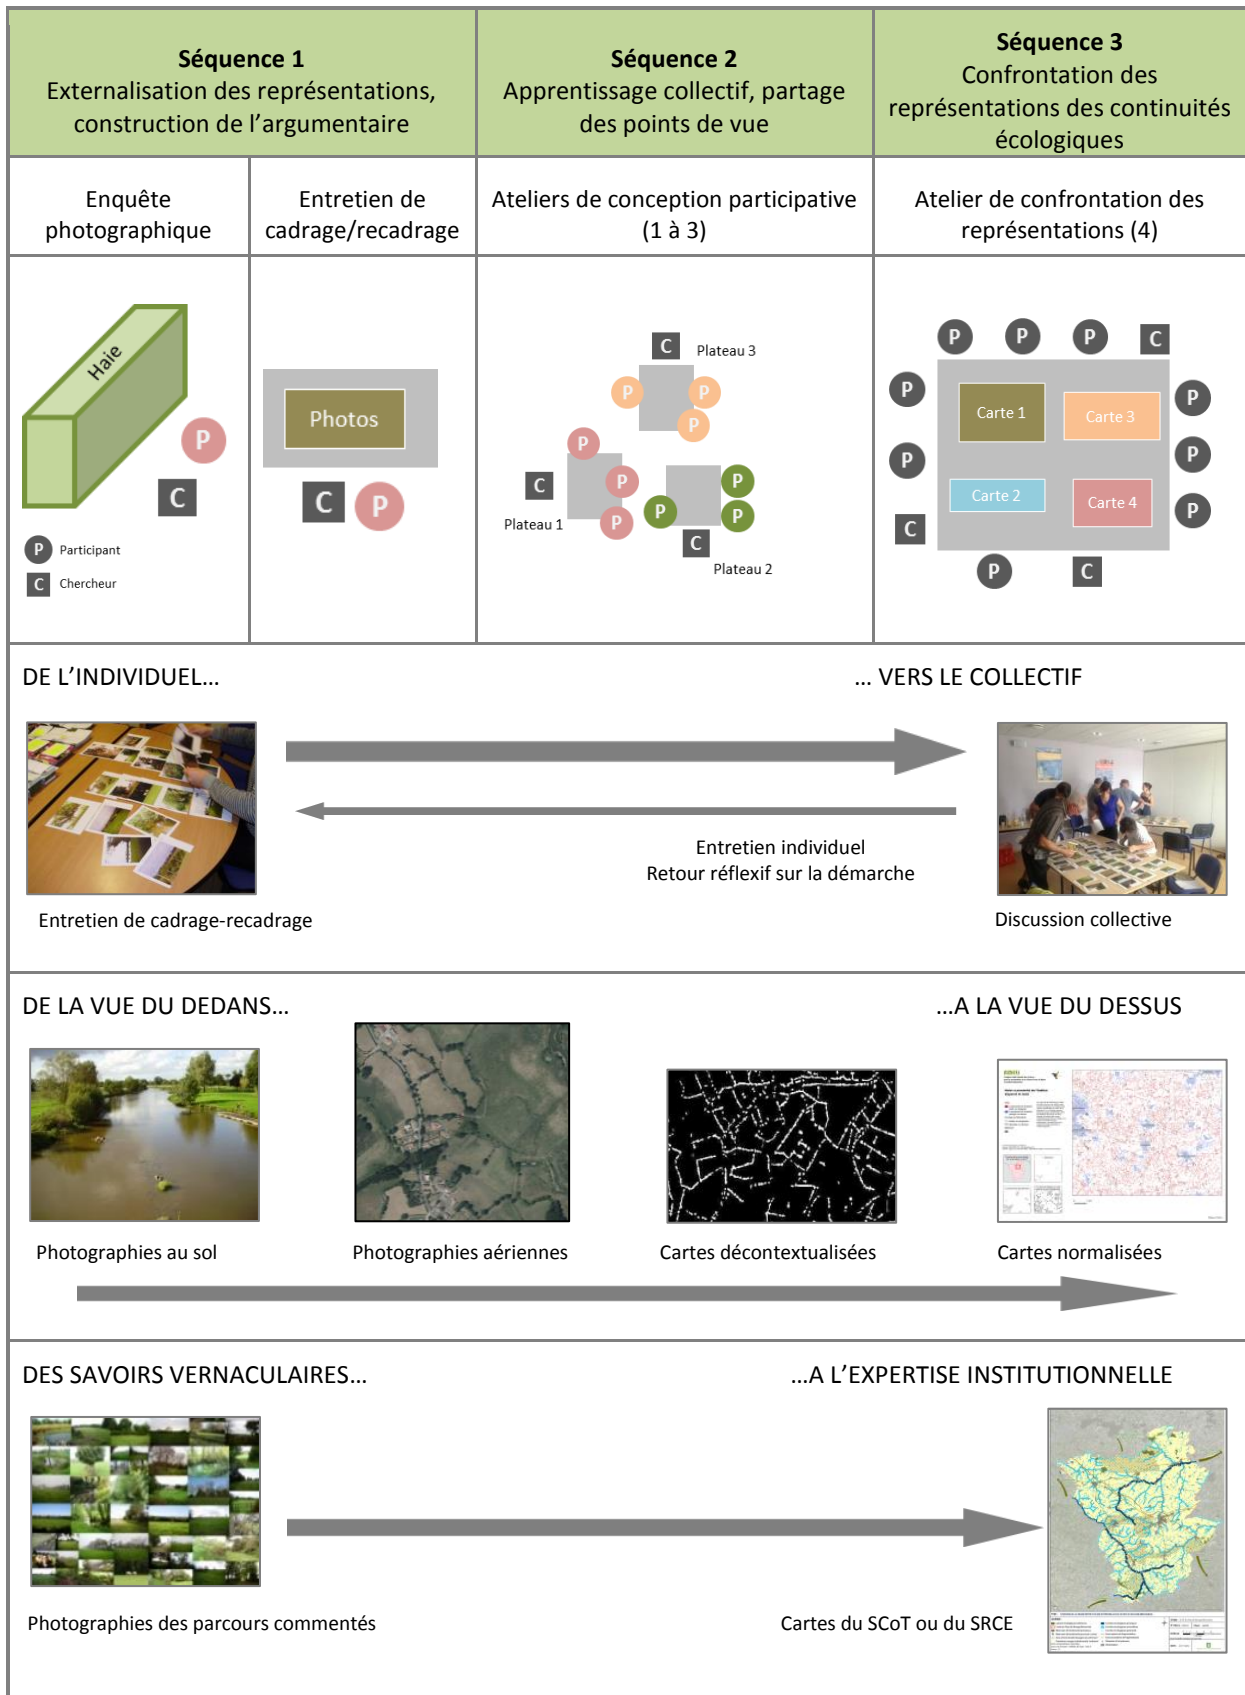 Séquence 1
Externalisation des représentations,
construction de l’argumentaire
Séquence 2
Apprentissage collectif, partage
des points de vue
Séquence 3
Confrontation des
représentations des continuités
écologiques
Enquête
photographique
Entretien de
cadrage/recadrage
Ateliers de conception participative
(1 à 3)
Atelier de confrontation des
représentations (4)
Haie
P
C
P Participant
C Chercheur
Photos
C
P
C
Plateau 3
P
P
P
P
C
P
P
Plateau 1
P
P
P
C
Plateau 2
P
P
P
C
P
P
P
P
P
C
P
P
C
P
Carte 1
Carte 3
Carte 2
Carte 4
DE L’INDIVIDUEL...
... VERS LE COLLECTIF
Entretien individuel
Retour réflexif sur la démarche
Entretien de cadrage-recadrage
Discussion collective
DE LA VUE DU DEDANS...
...A LA VUE DU DESSUS
Photographies au sol
Photographies aériennes
Cartes décontextualisées
Cartes normalisées
DES SAVOIRS VERNACULAIRES...
...A L’EXPERTISE INSTITUTIONNELLE
Photographies des parcours commentés
Cartes du SCoT ou du SRCE